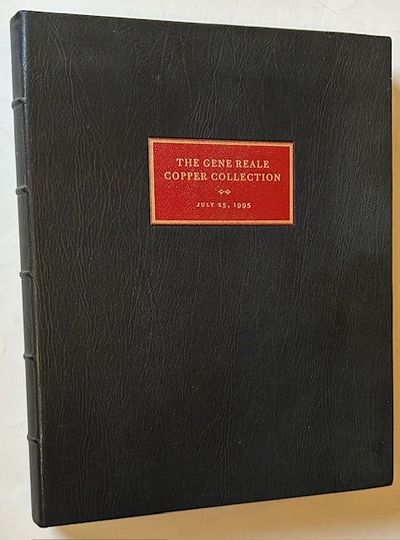 THE GENE REALE
COPPER COLLECTION
JULY 25, 1995